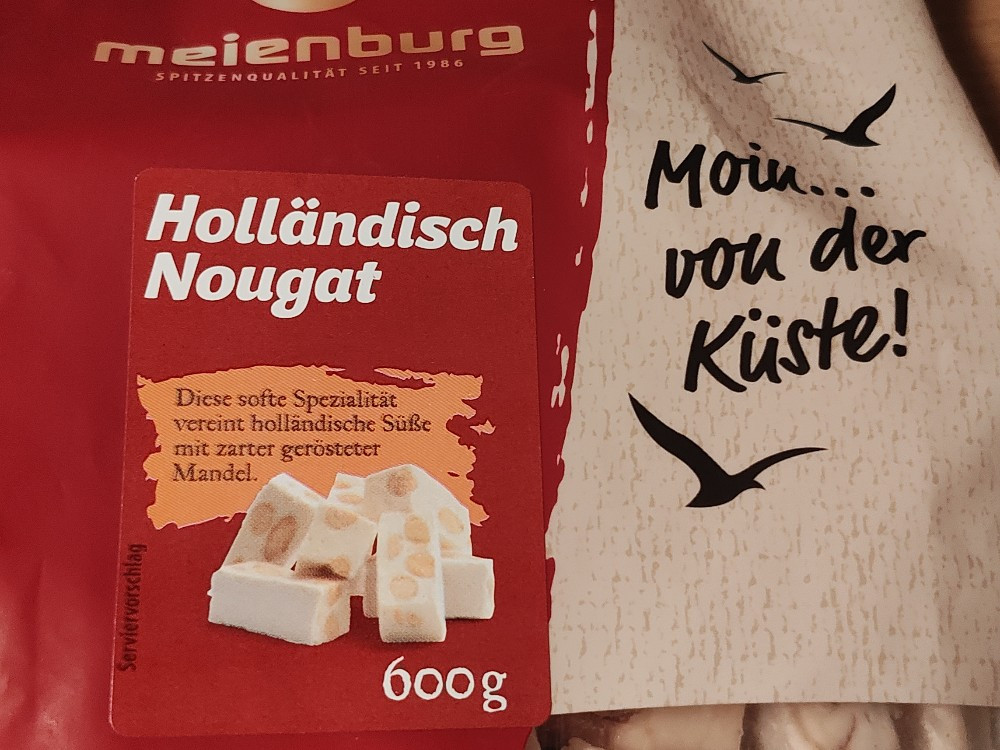 meienburg
SPITZENQUALITÄT SEIT 1986
Holländisch
Nougat
Diese softe Spezialität
vereint holländische Süße
mit zarter gerösteter
Mandel.
Serviervorschlag
600g
Moin...
von der
Küste!